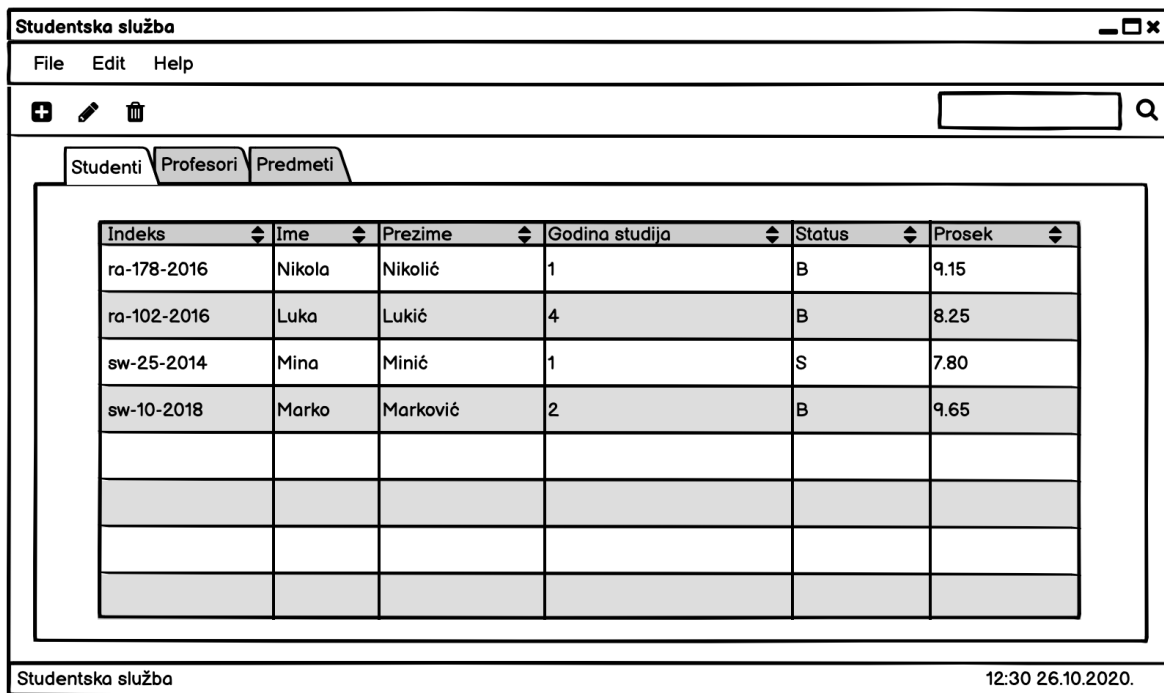 Studentska služba
File Edit Help
Studenti Profesori Predmeti
Indeks Ime Prezime Godina studija Status Prosek
ra-178-2016 Nikola Nikolić 1 B 9.15
ra-102-2016 Luka Lukić 4 B 8.25
sw-25-2014 Mina Minić 1 S 7.80
sw-10-2018 Marko Marković 2 B 9.65
Studentska služba 12:30 26.10.2020.